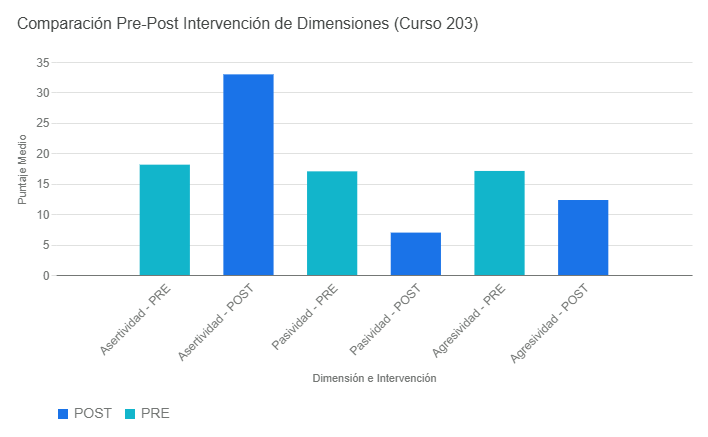 Comparación Pre-Post Intervención de Dimensiones (Curso 203)
Puntaje Medio
35
30
25
20
15
10
5
0
Asertividad - PRE
Asertividad - POST
Pasividad - PRE
Pasividad - POST
Agresividad - PRE
Agresividad - POST
Dimensión e Intervención
POST PRE